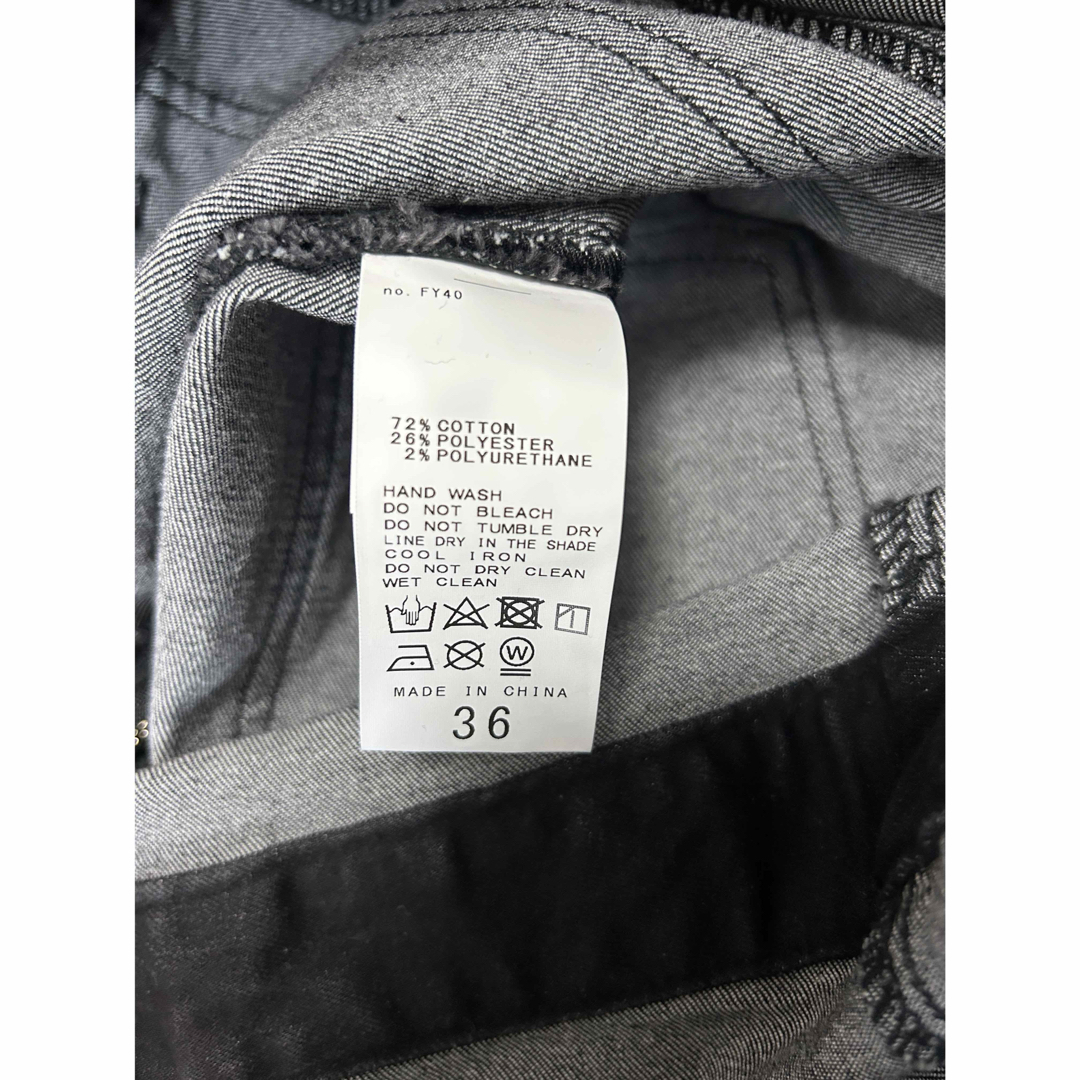 no. FY40
72% COTTON
26% POLYESTER
2% POLYURETHANE
HAND WASH
DO NOT BLEACH
DO NOT TUMBLE DRY
LINE DRY IN THE SHADE
COOL IRON
DO NOT DRY CLEAN
WET CLEAN
W
MADE IN CHINA
36